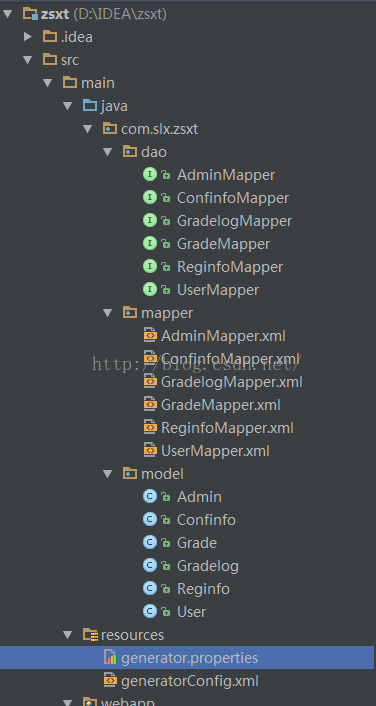 zsxt (D:\IDEA\zsxt)
.idea
src
main
java
com.slx.zsxt
dao
AdminMapper
ConfinfoMapper
GradelogMapper
GradeMapper
ReginfoMapper
UserMapper
mapper
AdminMapper.xml
ConfinfoMapper.xml
http://blog.csdn.net/
GradelogMapper.xml
GradeMapper.xml
ReginfoMapper.xml
UserMapper.xml
model
Admin
Confinfo
Grade
Gradelog
Reginfo
User
resources
generator.properties
generatorConfig.xml
webapp